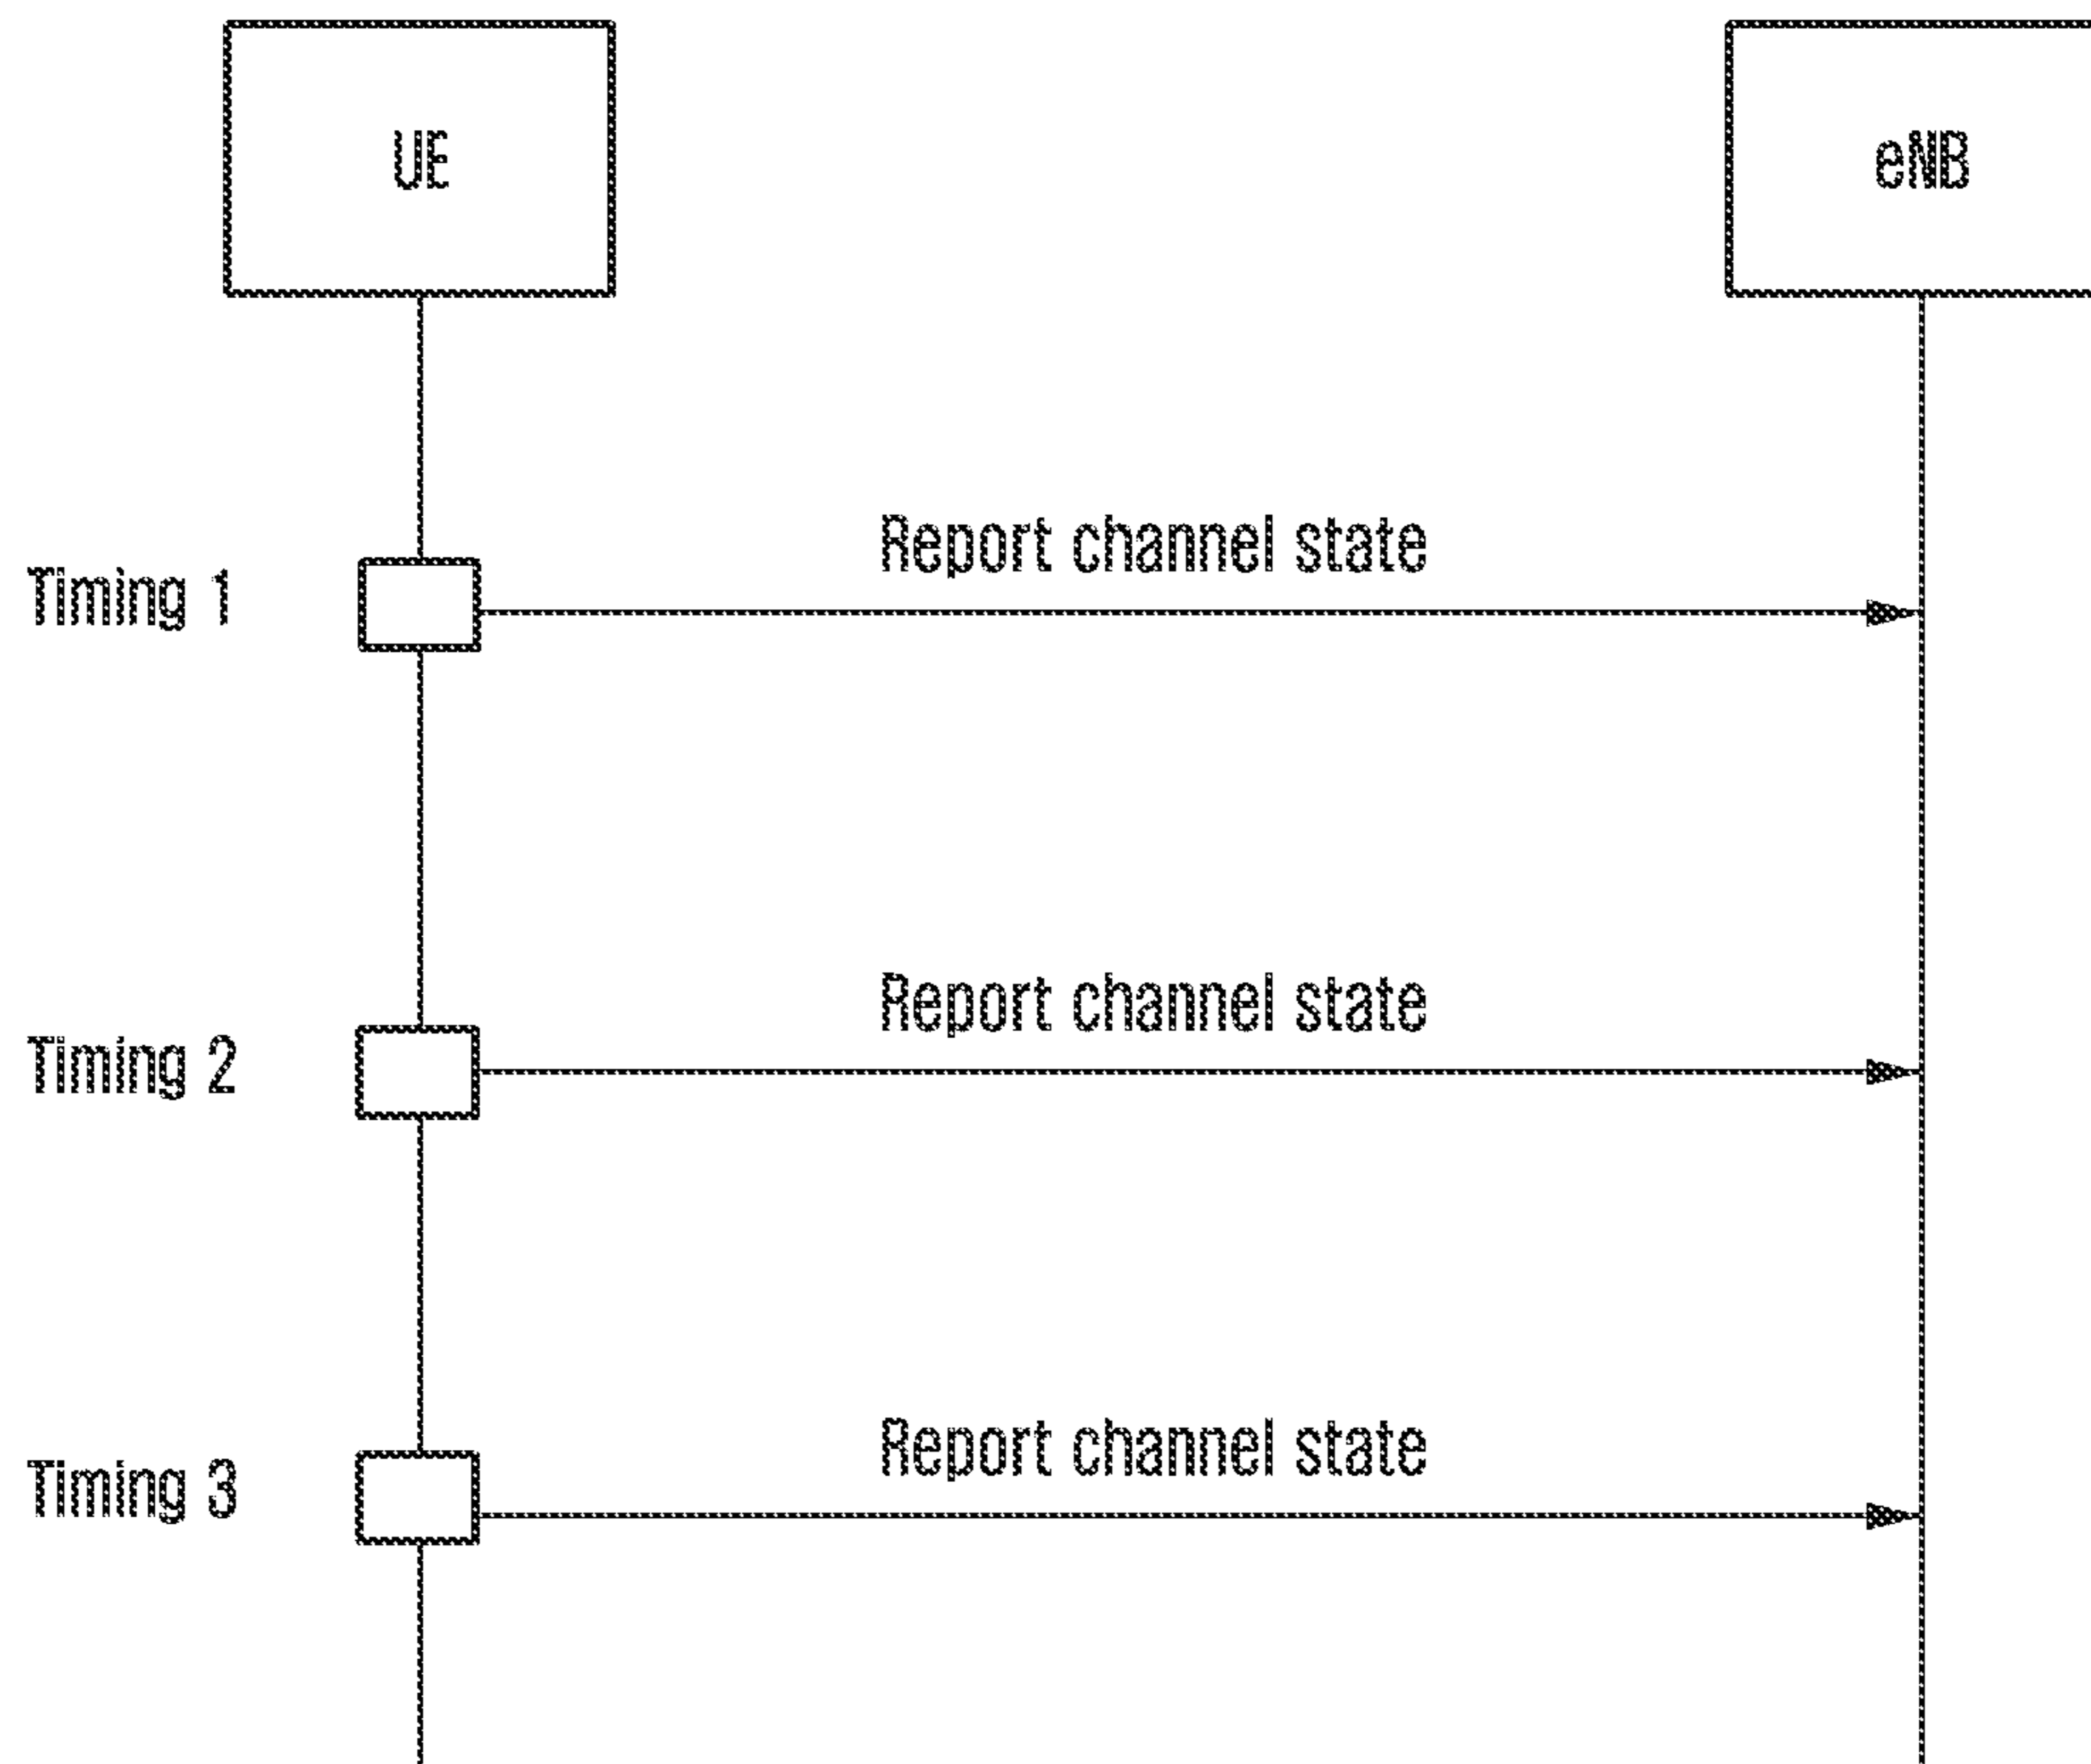 UE
eNB
Report channel state
Timing 1
Report channel state
Timing 2
Report channel state
Timing 3